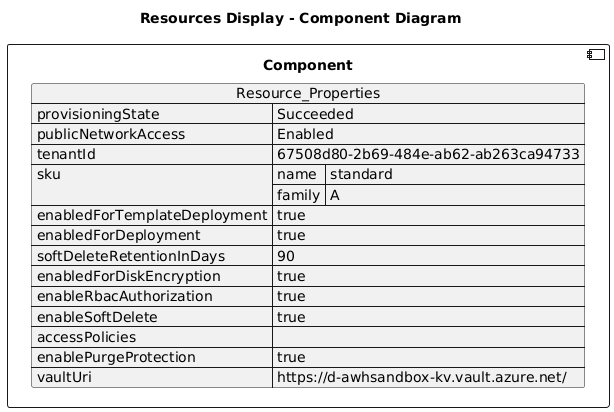 Resources Display - Component Diagram
Component
Resource_Properties
provisioningState Succeeded
publicNetworkAccess Enabled
tenantId 67508d80-2b69-484e-ab62-ab263ca94733
sku name standard
family A
enabledForTemplateDeployment true
enabledForDeployment true
softDeleteRetentionInDays 90
enabledForDiskEncryption true
enableRbacAuthorization true
enableSoftDelete true
accessPolicies
enablePurgeProtection true
vaultUri https://d-awhsandbox-kv.vault.azure.net/